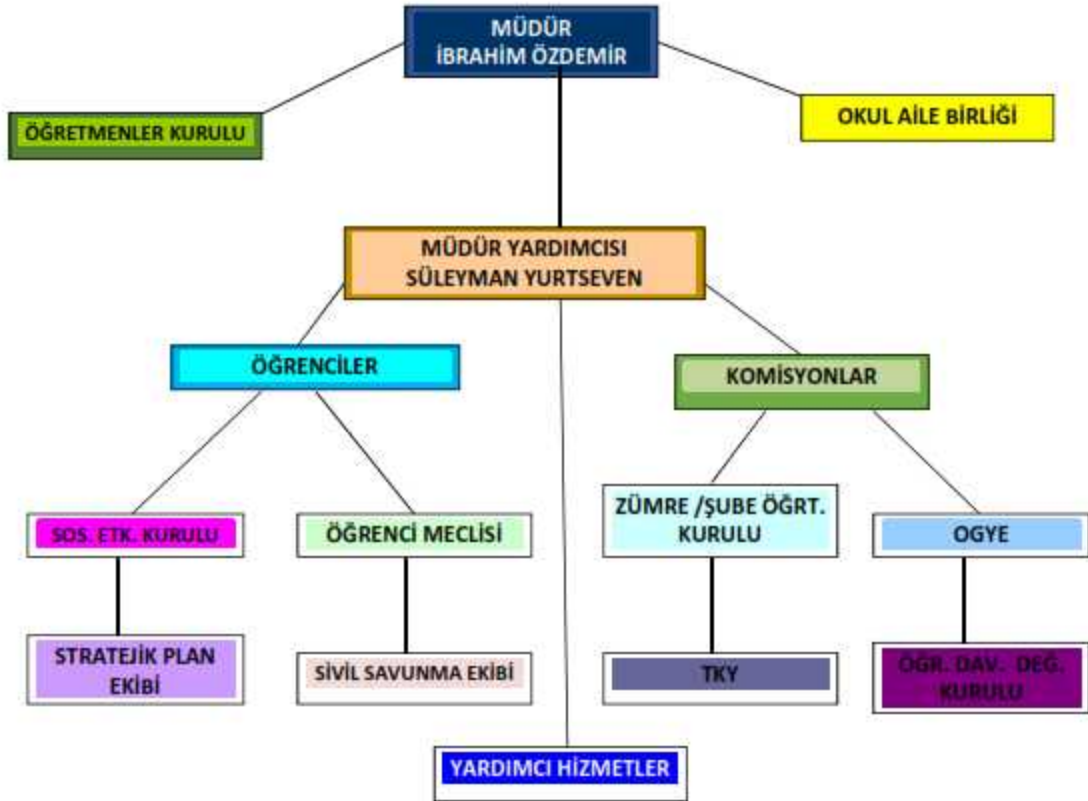 MÜDÜR
İBRAHİM ÖZDEMİR
ÖĞRETMENLER KURULU
OKUL AİLE BİRLİĞİ
MÜDÜR YARDIMCISI
SÜLEYMAN YURTSEVEN
ÖĞRENCİLER
KOMİSYONLAR
SOS. ETK. KURULU
ÖĞRENCİ MECLİSİ
ZÜMRE /ŞUBE ÖĞRT.
KURULU
OGYE
STRATEJİK PLAN
EKİBİ
SİVİL SAVUNMA EKİBİ
TKY
ÖĞR. DAV. DEĞ.
KURULU
YARDIMCI HİZMETLER